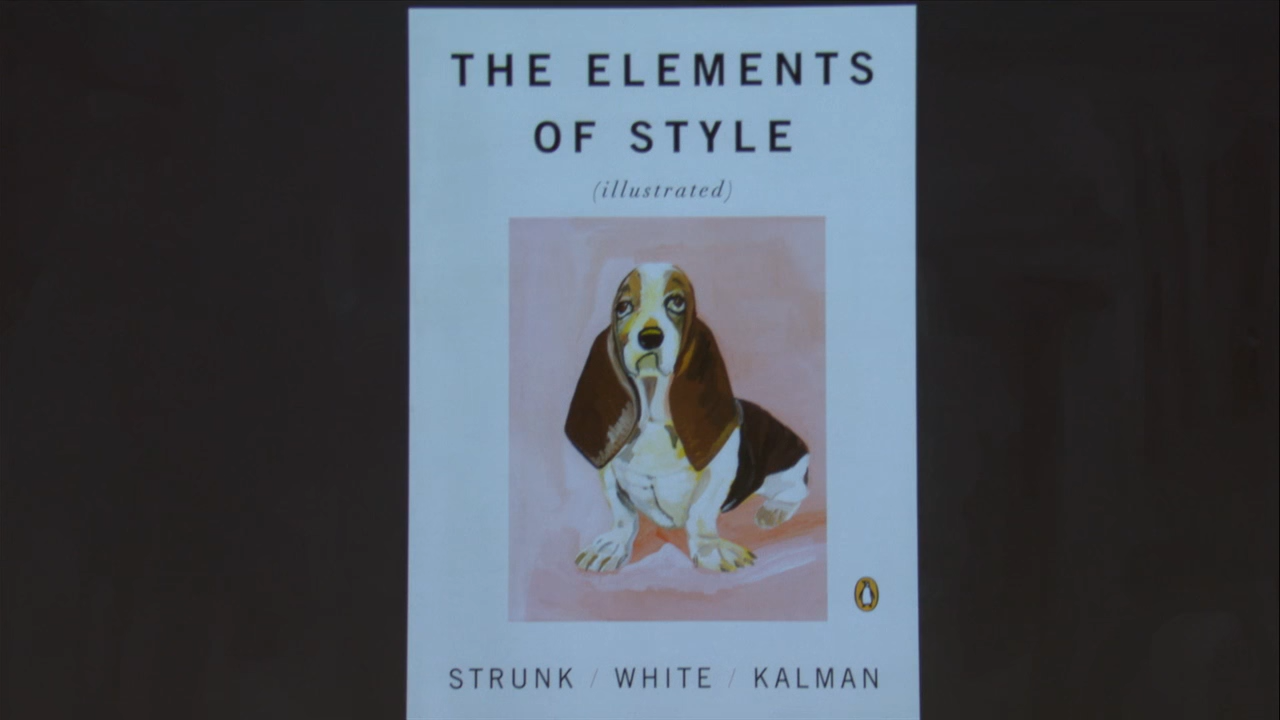 THE ELEMENTS
OF STYLE
(illustrated)
STRUNK / WHITE / KALMAN